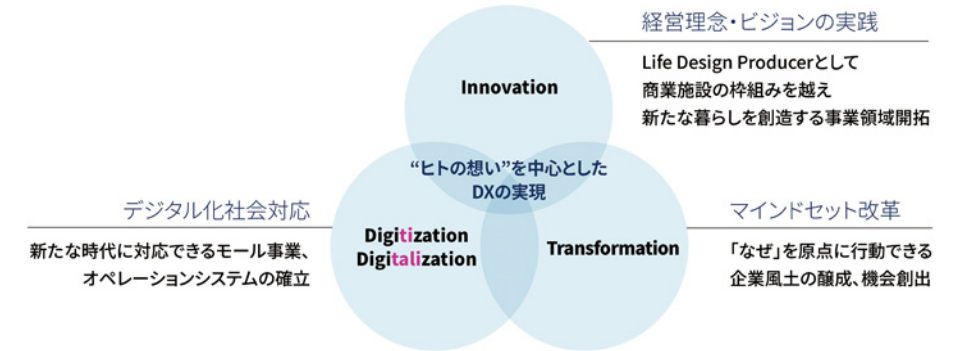 経営理念・ビジョンの実践
Life Design Producerとして
商業施設の枠組みを越え
新たな暮らしを創造する事業領域開拓
Innovation
“ヒトの想い”を中心とした
DXの実現
デジタル化社会対応
新たな時代に対応できるモール事業、
オペレーションシステムの確立
Digitization
Digitalization
Transformation
マインドセット改革
「なぜ」を原点に行動できる
企業風土の醸成、機会創出